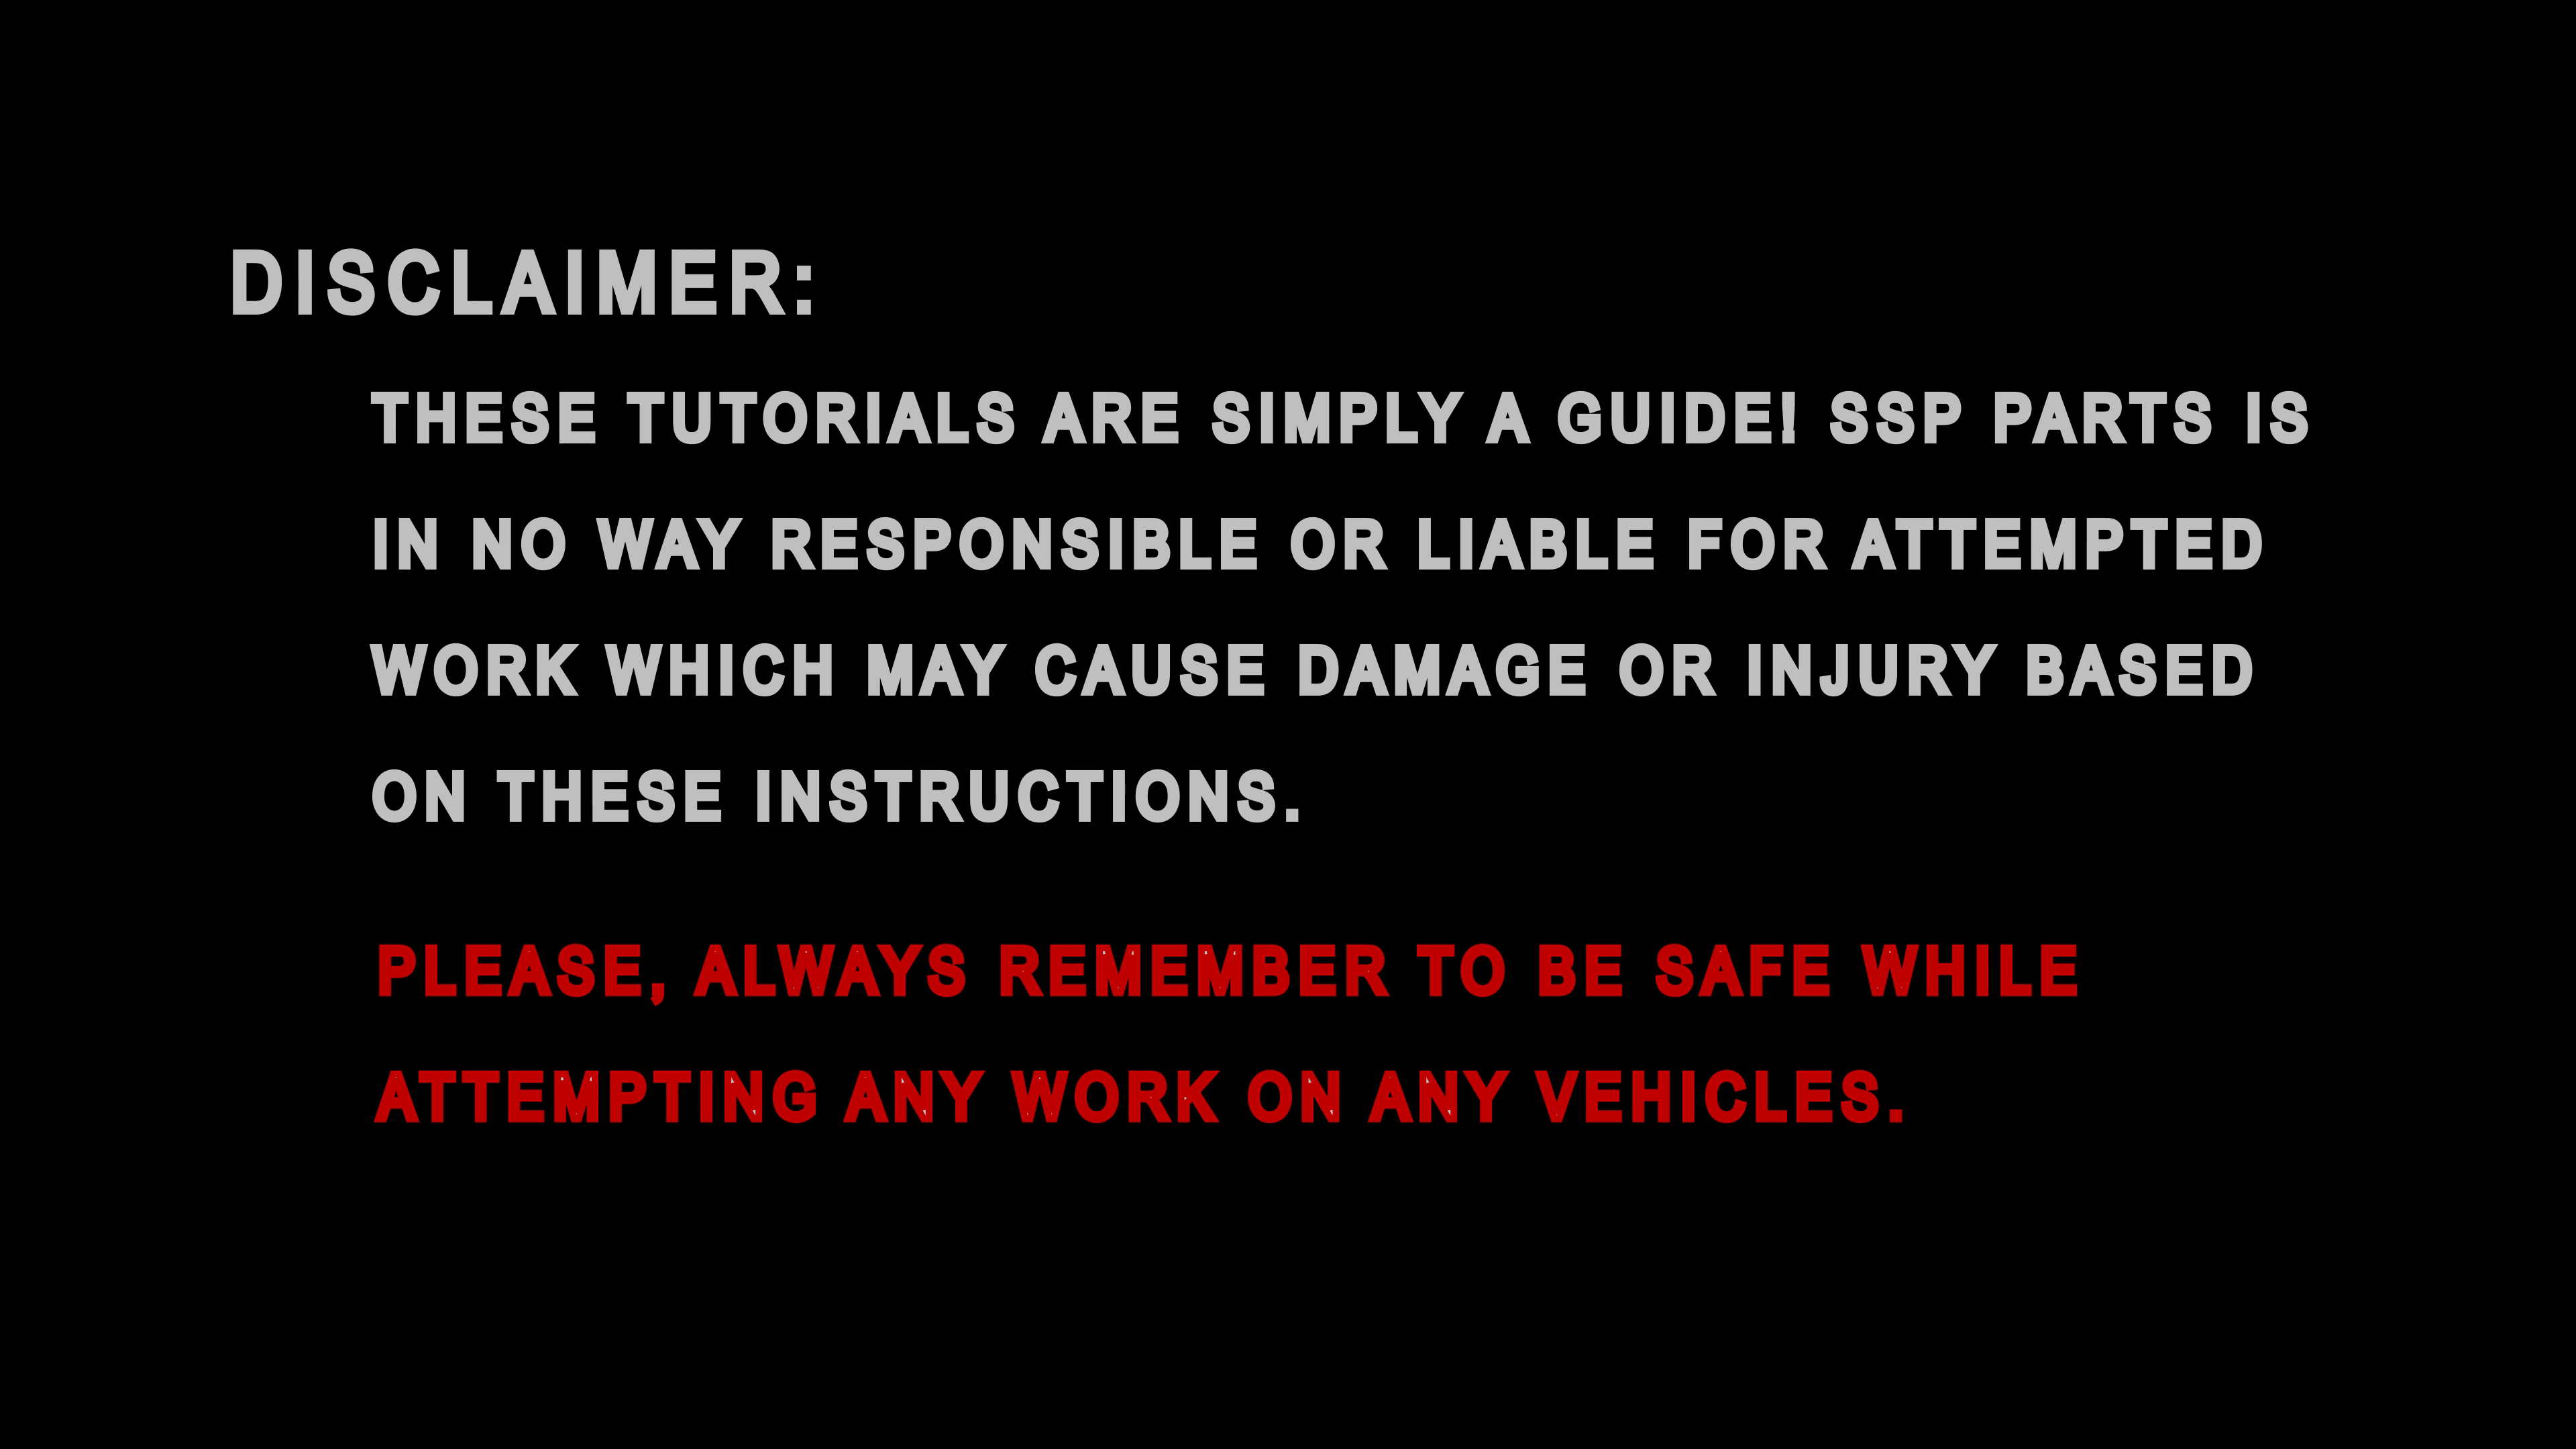 DISCLAIMER:
THESE TUTORIALS ARE SIMPLY A GUIDE! SSP PARTS IS
IN NO WAY RESPONSIBLE OR LIABLE FOR ATTEMPTED
WORK WHICH MAY CAUSE DAMAGE OR INJURY BASED
ON THESE INSTRUCTIONS.
PLEASE, ALWAYS REMEMBER TO BE SAFE WHILE
ATTEMPTING ANY WORK ON ANY VEHICLES.